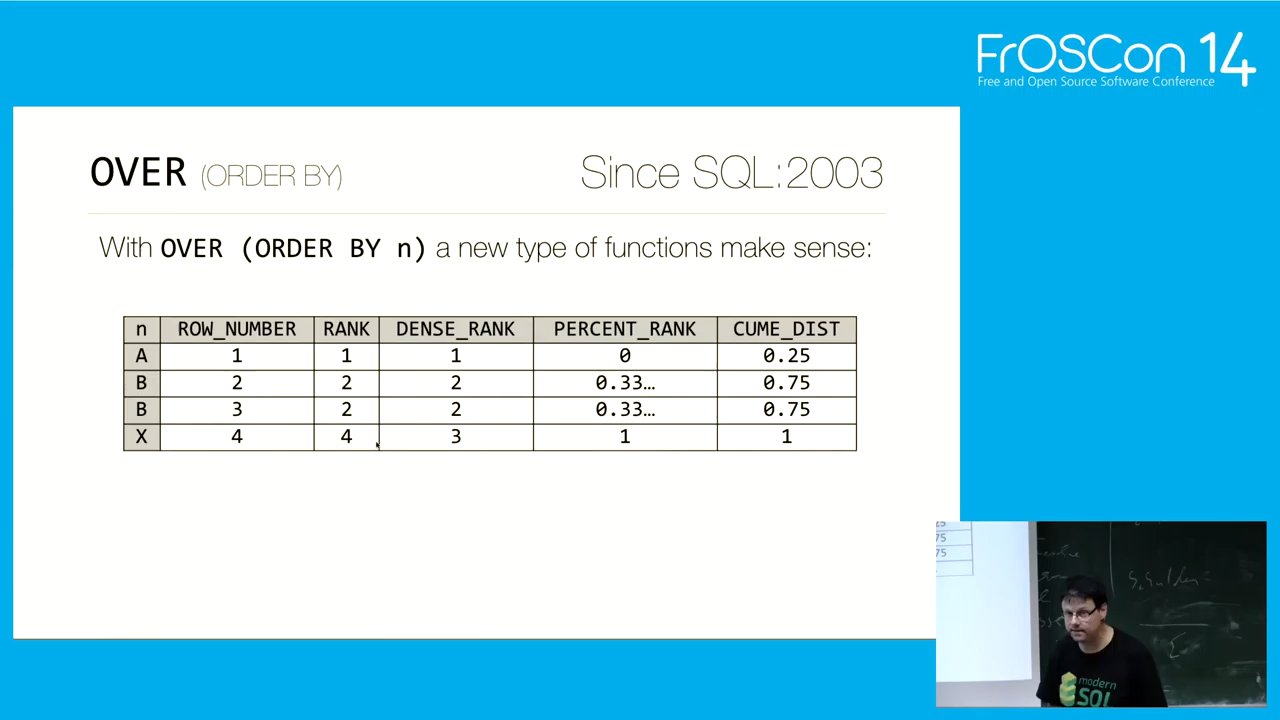 FrOSCon 14
Free and Open Source Software Conference
OVER (ORDER BY)
Since SQL:2003
With OVER (ORDER BY n) a new type of functions make sense:
n ROW_NUMBER RANK DENSE_RANK PERCENT_RANK CUME_DIST
A 1 1 1 0 0.25
B 2 2 2 0.33… 0.75
B 3 2 2 0.33… 0.75
X 4 4 3 1 1
75
75
modern
SQL